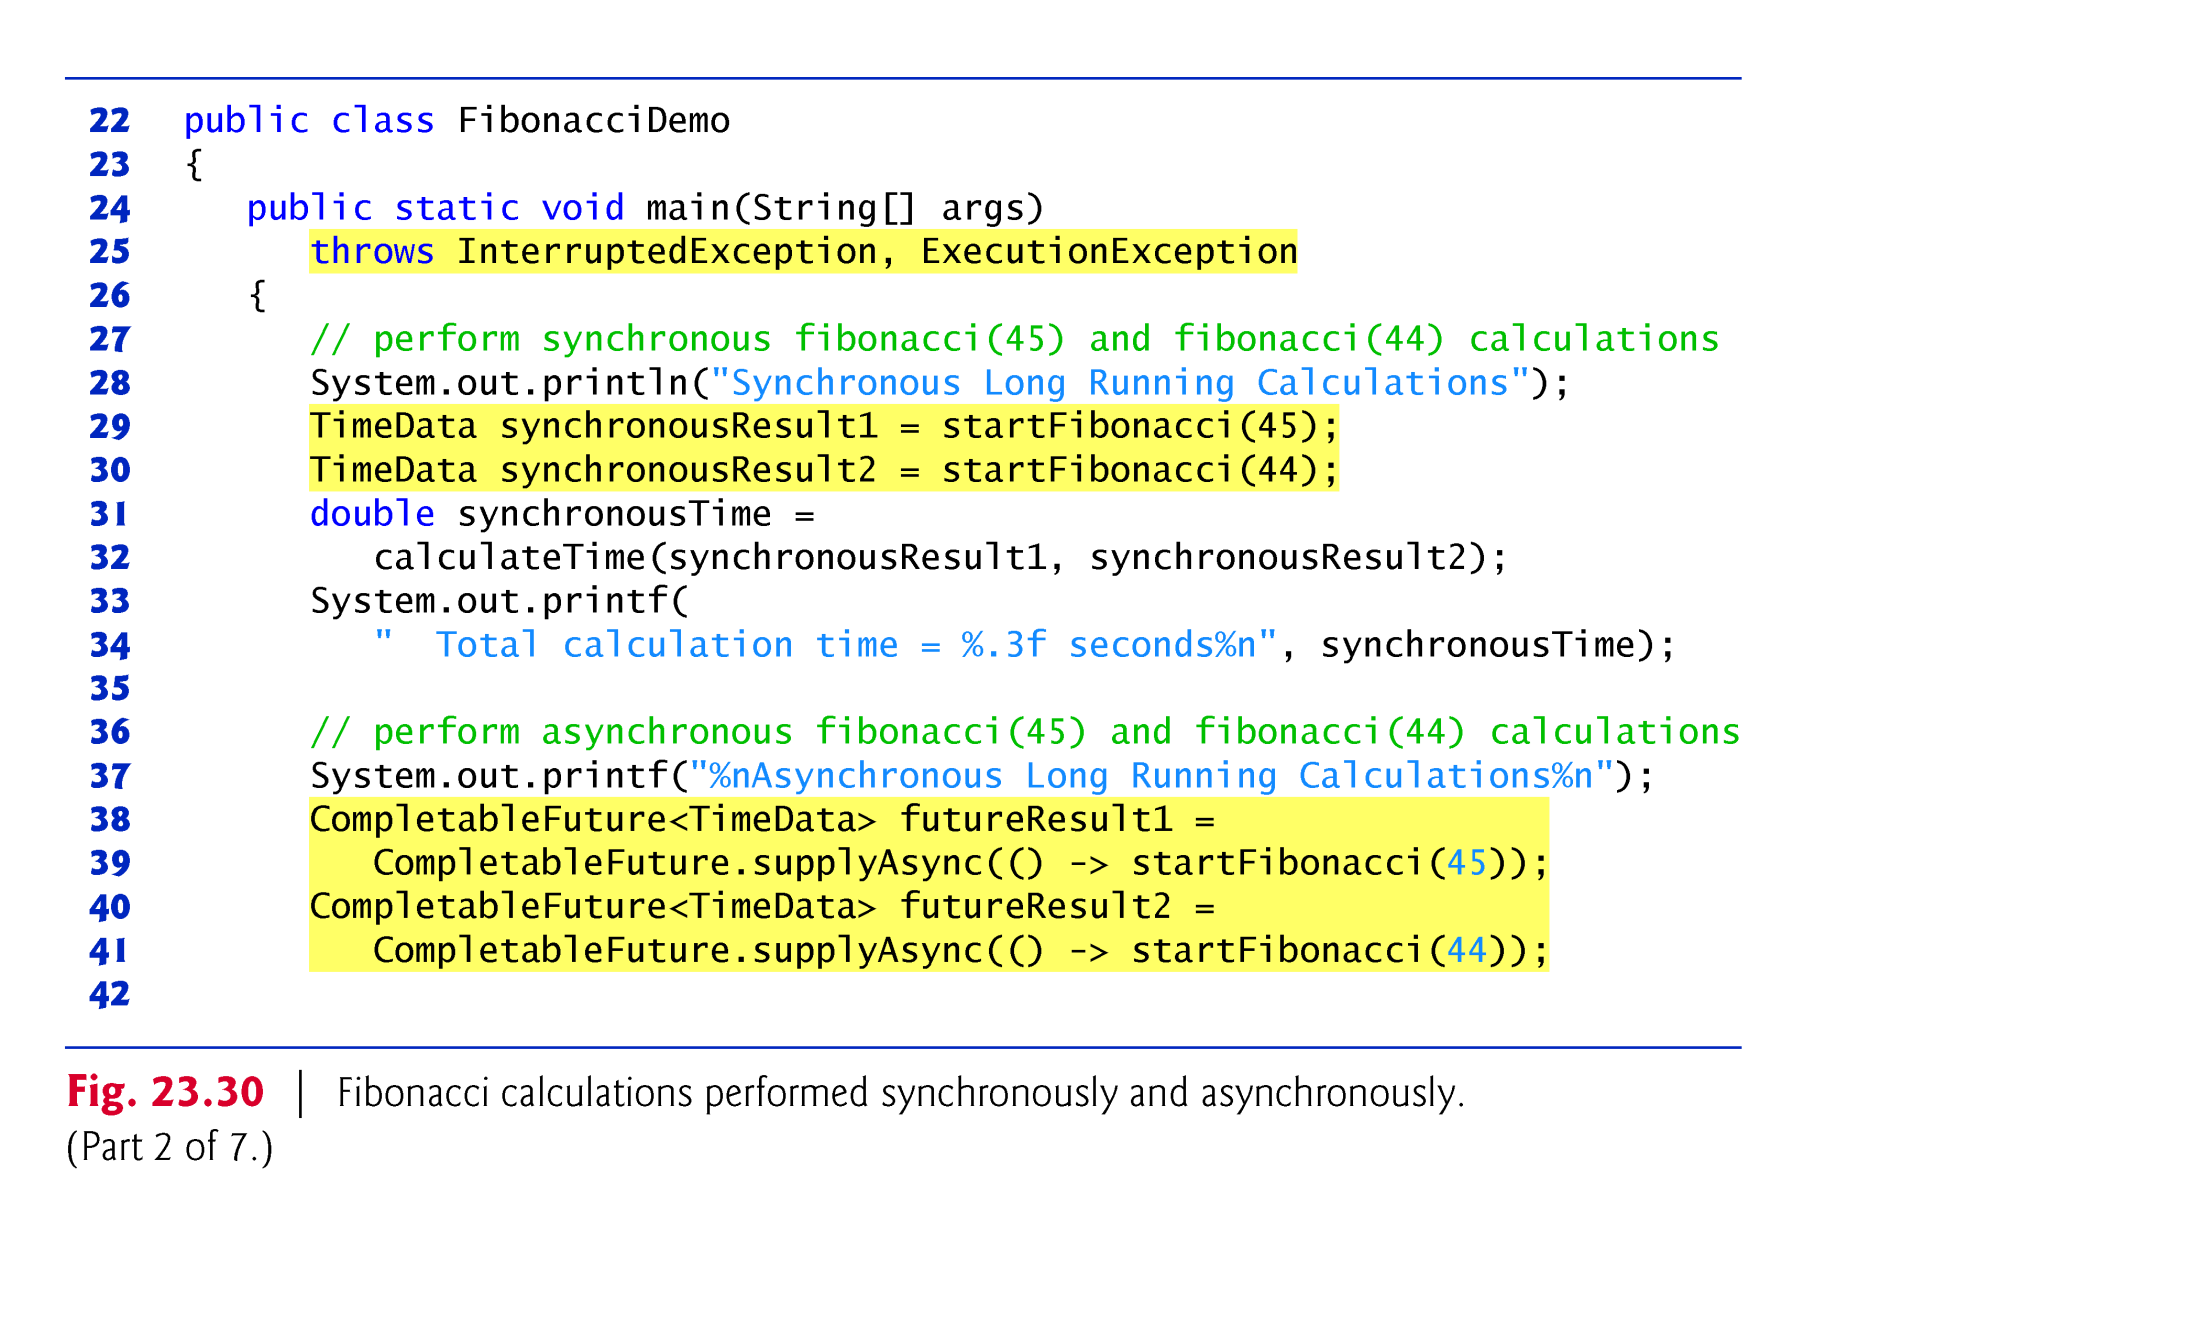 22 public class FibonacciDemo
23 {
24    public static void main(String[] args)
25       throws InterruptedException, ExecutionException
26    {
27       // perform synchronous fibonacci(45) and fibonacci(44) calculations
28       System.out.println("Synchronous Long Running Calculations");
29       TimeData synchronousResult1 = startFibonacci(45);
30       TimeData synchronousResult2 = startFibonacci(44);
31       double synchronousTime =
32          calculateTime(synchronousResult1, synchronousResult2);
33       System.out.printf(
34          "  Total calculation time = %.3f seconds%n", synchronousTime);
35
36       // perform asynchronous fibonacci(45) and fibonacci(44) calculations
37       System.out.printf("%nAsynchronous Long Running Calculations%n");
38       CompletableFuture<TimeData> futureResult1 =
39          CompletableFuture.supplyAsync(() -> startFibonacci(45));
40       CompletableFuture<TimeData> futureResult2 =
41          CompletableFuture.supplyAsync(() -> startFibonacci(44));
42
Fig. 23.30 | Fibonacci calculations performed synchronously and asynchronously.
(Part 2 of 7.)